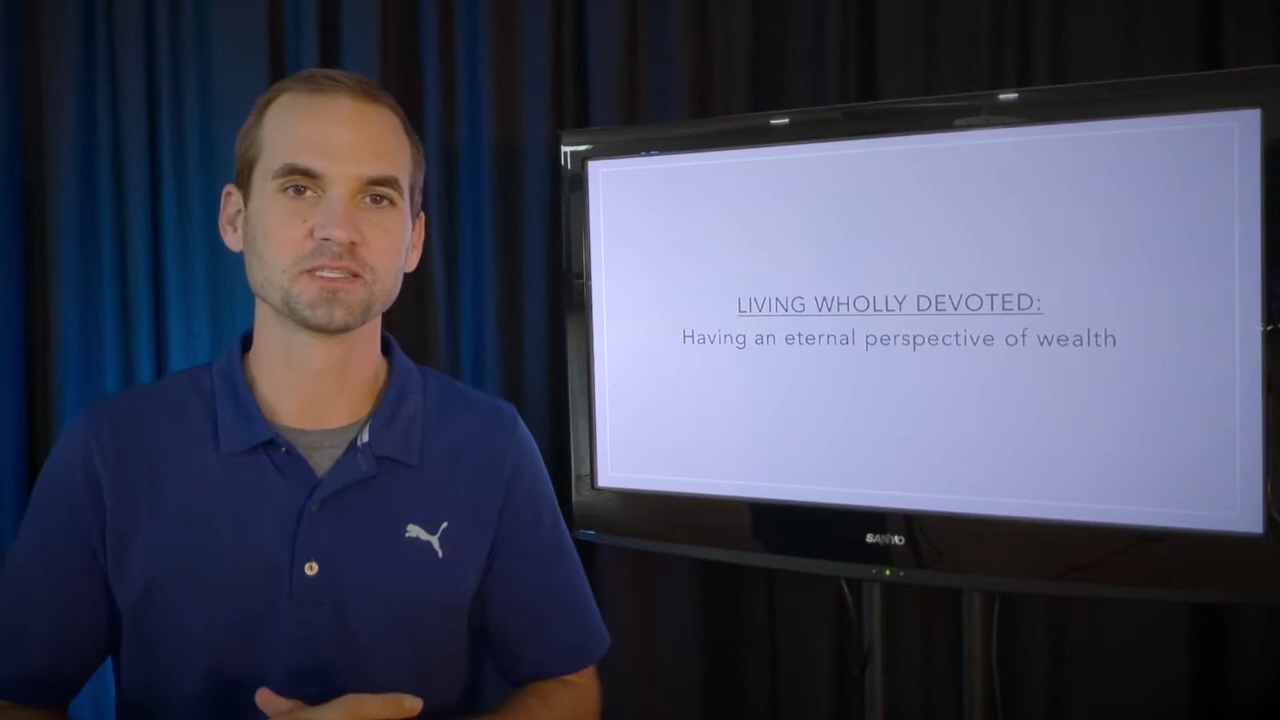 LIVING WHOLLY DEVOTED:
Having an eternal perspective of wealth
SANYO